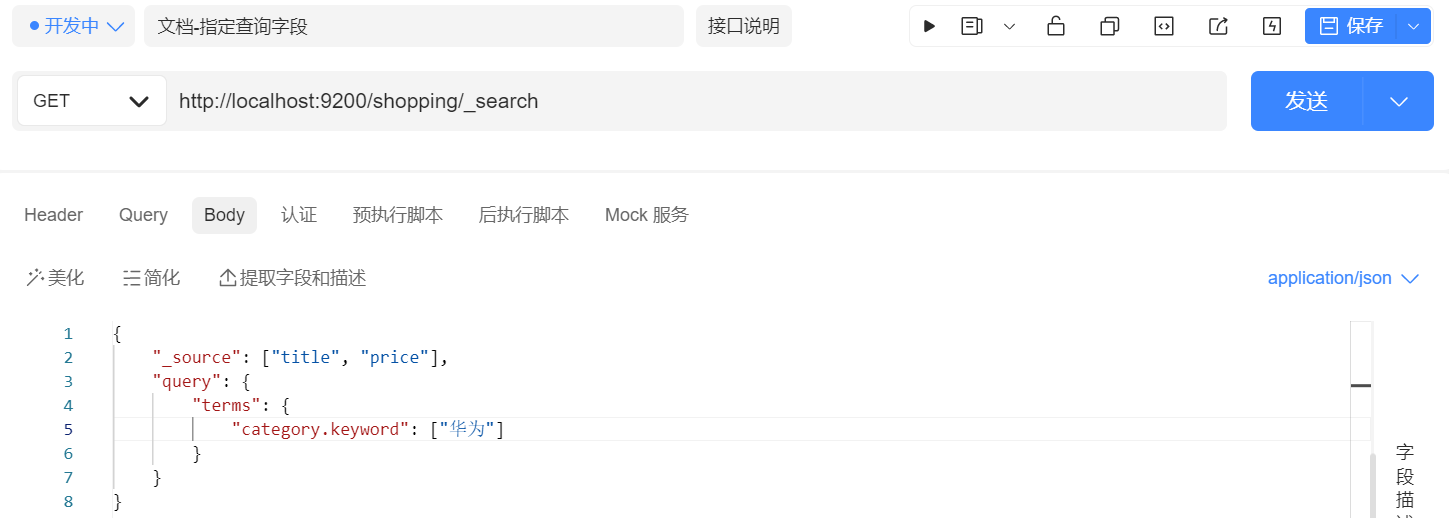 开发中 文档-指定查询字段 接口说明 保存
GET http://localhost:9200/shopping/_search 发送
Header Query Body 认证 预执行脚本 后执行脚本 Mock 服务
美化 简化 提取字段和描述 application/json
1 {
2 "_source": ["title", "price"],
3 "query": {
4 "terms": {
5 "category.keyword": ["华为"]
6 }
7 }
8 }
字
段
描